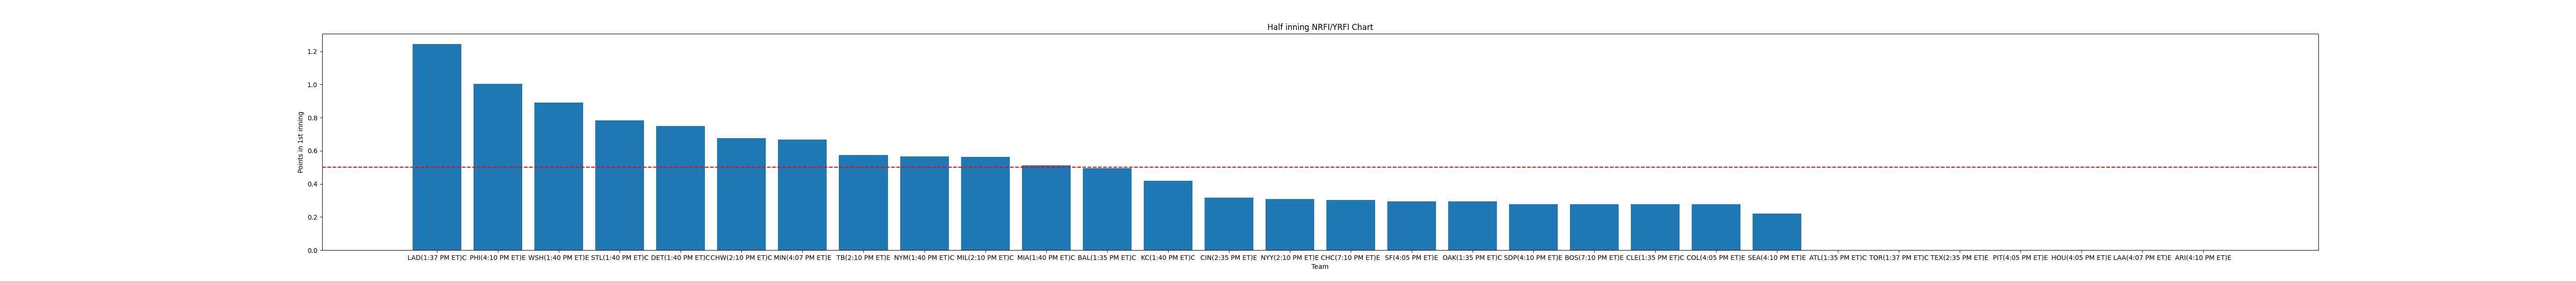 Half inning NRFI/YRFI Chart
Points in 1st inning
1.2
1.0
0.8
0.6
0.4
0.2
0.0
LAD(1:37 PM ET)C PHI(4:10 PM ET)E WSH(1:40 PM ET)E STL(1:40 PM ET)C DET(1:40 PM ET)C CHW(2:10 PM ET)C MIN(4:07 PM ET)E TB(2:10 PM ET)E NYM(1:40 PM ET)C MIL(2:10 PM ET)C MIA(1:40 PM ET)C BAL(1:35 PM ET)C KC(1:40 PM ET)C CIN(2:35 PM ET)E NYY(2:10 PM ET)E CHC(7:10 PM ET)E SF(4:05 PM ET)E OAK(1:35 PM ET)C SDP(4:10 PM ET)E BOS(7:10 PM ET)E CLE(1:35 PM ET)C COL(4:05 PM ET)E SEA(4:10 PM ET)E ATL(1:35 PM ET)C TOR(1:37 PM ET)C TEX(2:35 PM ET)E PIT(4:05 PM ET)E HOU(4:05 PM ET)E LAA(4:07 PM ET)E ARI(4:10 PM ET)E
Team